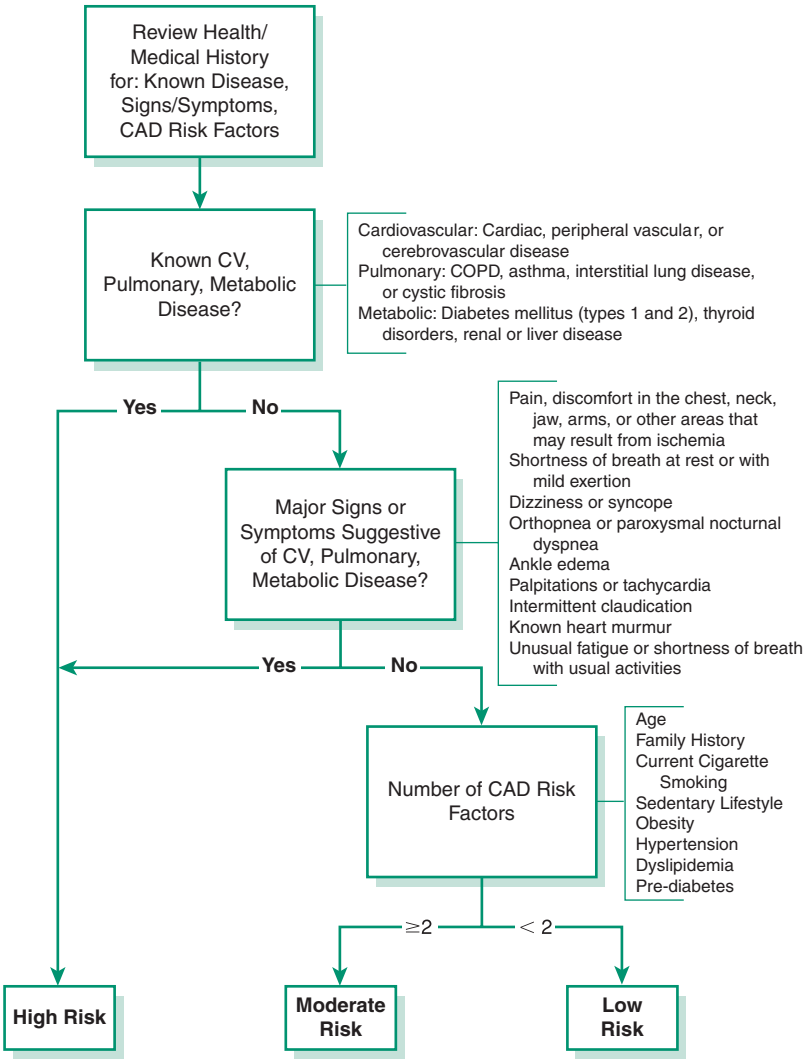 Review Health/
Medical History
for: Known Disease,
Signs/Symptoms,
CAD Risk Factors
Known CV,
Pulmonary, Metabolic
Disease?
Cardiovascular: Cardiac, peripheral vascular, or
cerebrovascular disease
Pulmonary: COPD, asthma, interstitial lung disease,
or cystic fibrosis
Metabolic: Diabetes mellitus (types 1 and 2), thyroid
disorders, renal or liver disease
Yes No
Major Signs or
Symptoms Suggestive
of CV, Pulmonary,
Metabolic Disease?
Pain, discomfort in the chest, neck,
jaw, arms, or other areas that
may result from ischemia
Shortness of breath at rest or with
mild exertion
Dizziness or syncope
Orthopnea or paroxysmal nocturnal
dyspnea
Ankle edema
Palpitations or tachycardia
Intermittent claudication
Known heart murmur
Unusual fatigue or shortness of breath
with usual activities
Yes No
Number of CAD Risk
Factors
Age
Family History
Current Cigarette
Smoking
Sedentary Lifestyle
Obesity
Hypertension
Dyslipidemia
Pre-diabetes
≥2 < 2
High Risk
Moderate
Risk
Low
Risk